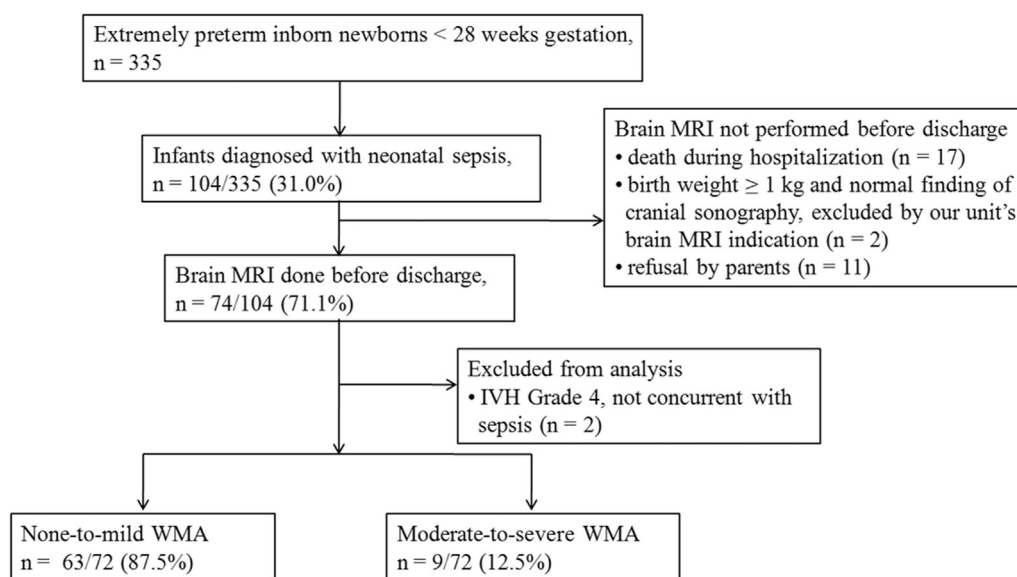 Extremely preterm inborn newborns < 28 weeks gestation,
n = 335
Infants diagnosed with neonatal sepsis,
n = 104/335 (31.0%)
Brain MRI not performed before discharge
• death during hospitalization (n = 17)
• birth weight ≥ 1 kg and normal finding of
cranial sonography, excluded by our unit's
brain MRI indication (n = 2)
• refusal by parents (n = 11)
Brain MRI done before discharge,
n = 74/104 (71.1%)
Excluded from analysis
• IVH Grade 4, not concurrent with
sepsis (n = 2)
None-to-mild WMA
n = 63/72 (87.5%)
Moderate-to-severe WMA
n = 9/72 (12.5%)